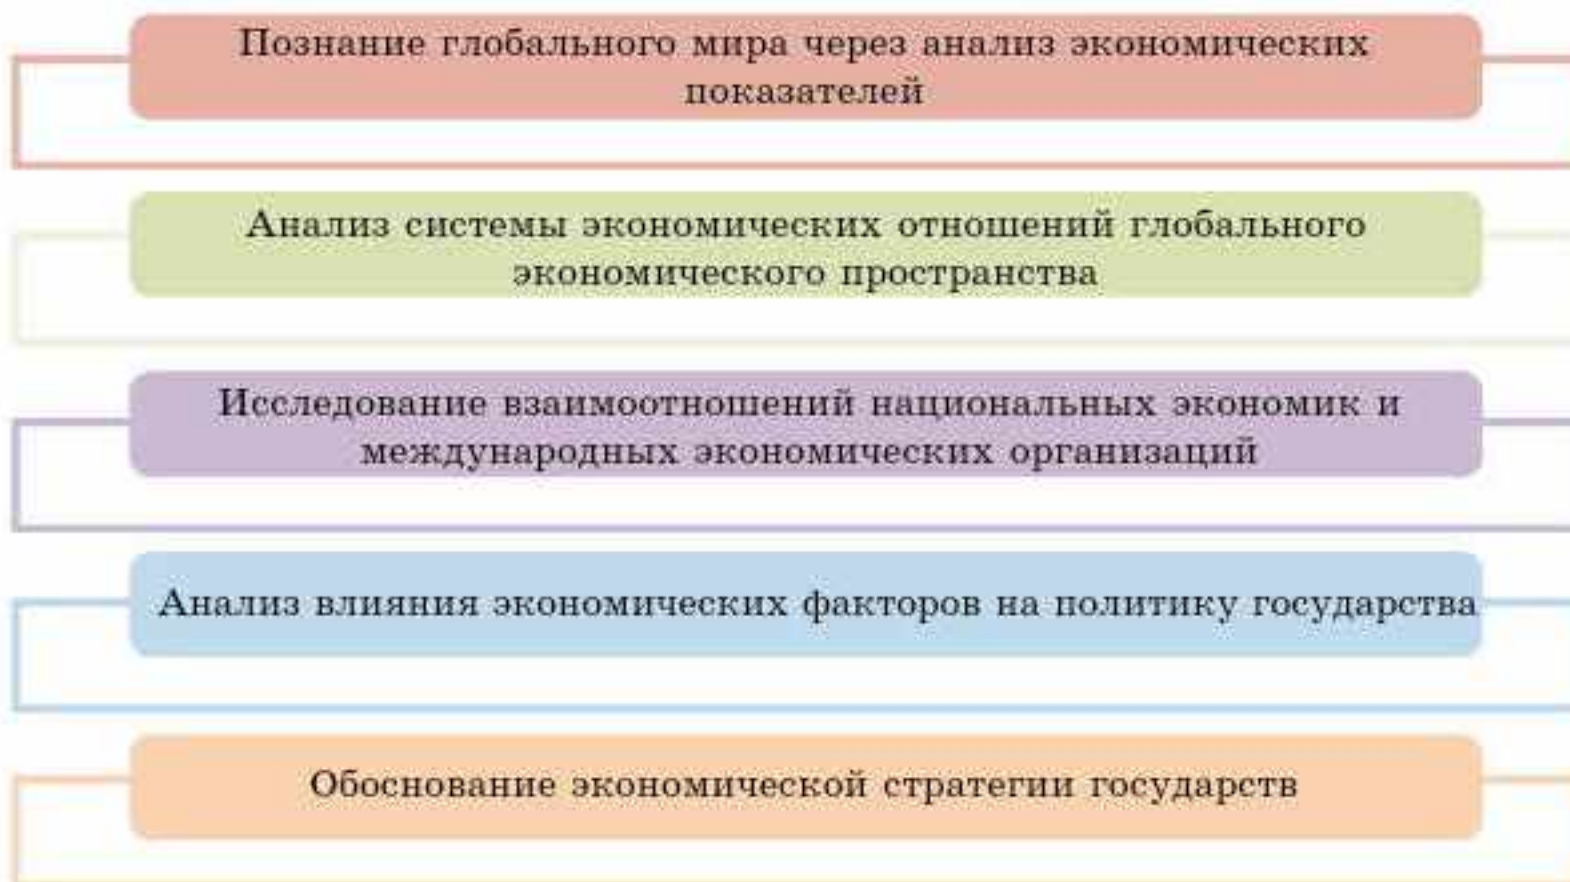 Познание глобального мира через анализ экономических
показателей
Анализ системы экономических отношений глобального
экономического пространства
Исследование взаимоотношений национальных экономик и
международных экономических организаций
Анализ влияния экономических факторов на политику государства
Обоснование экономической стратегии государств